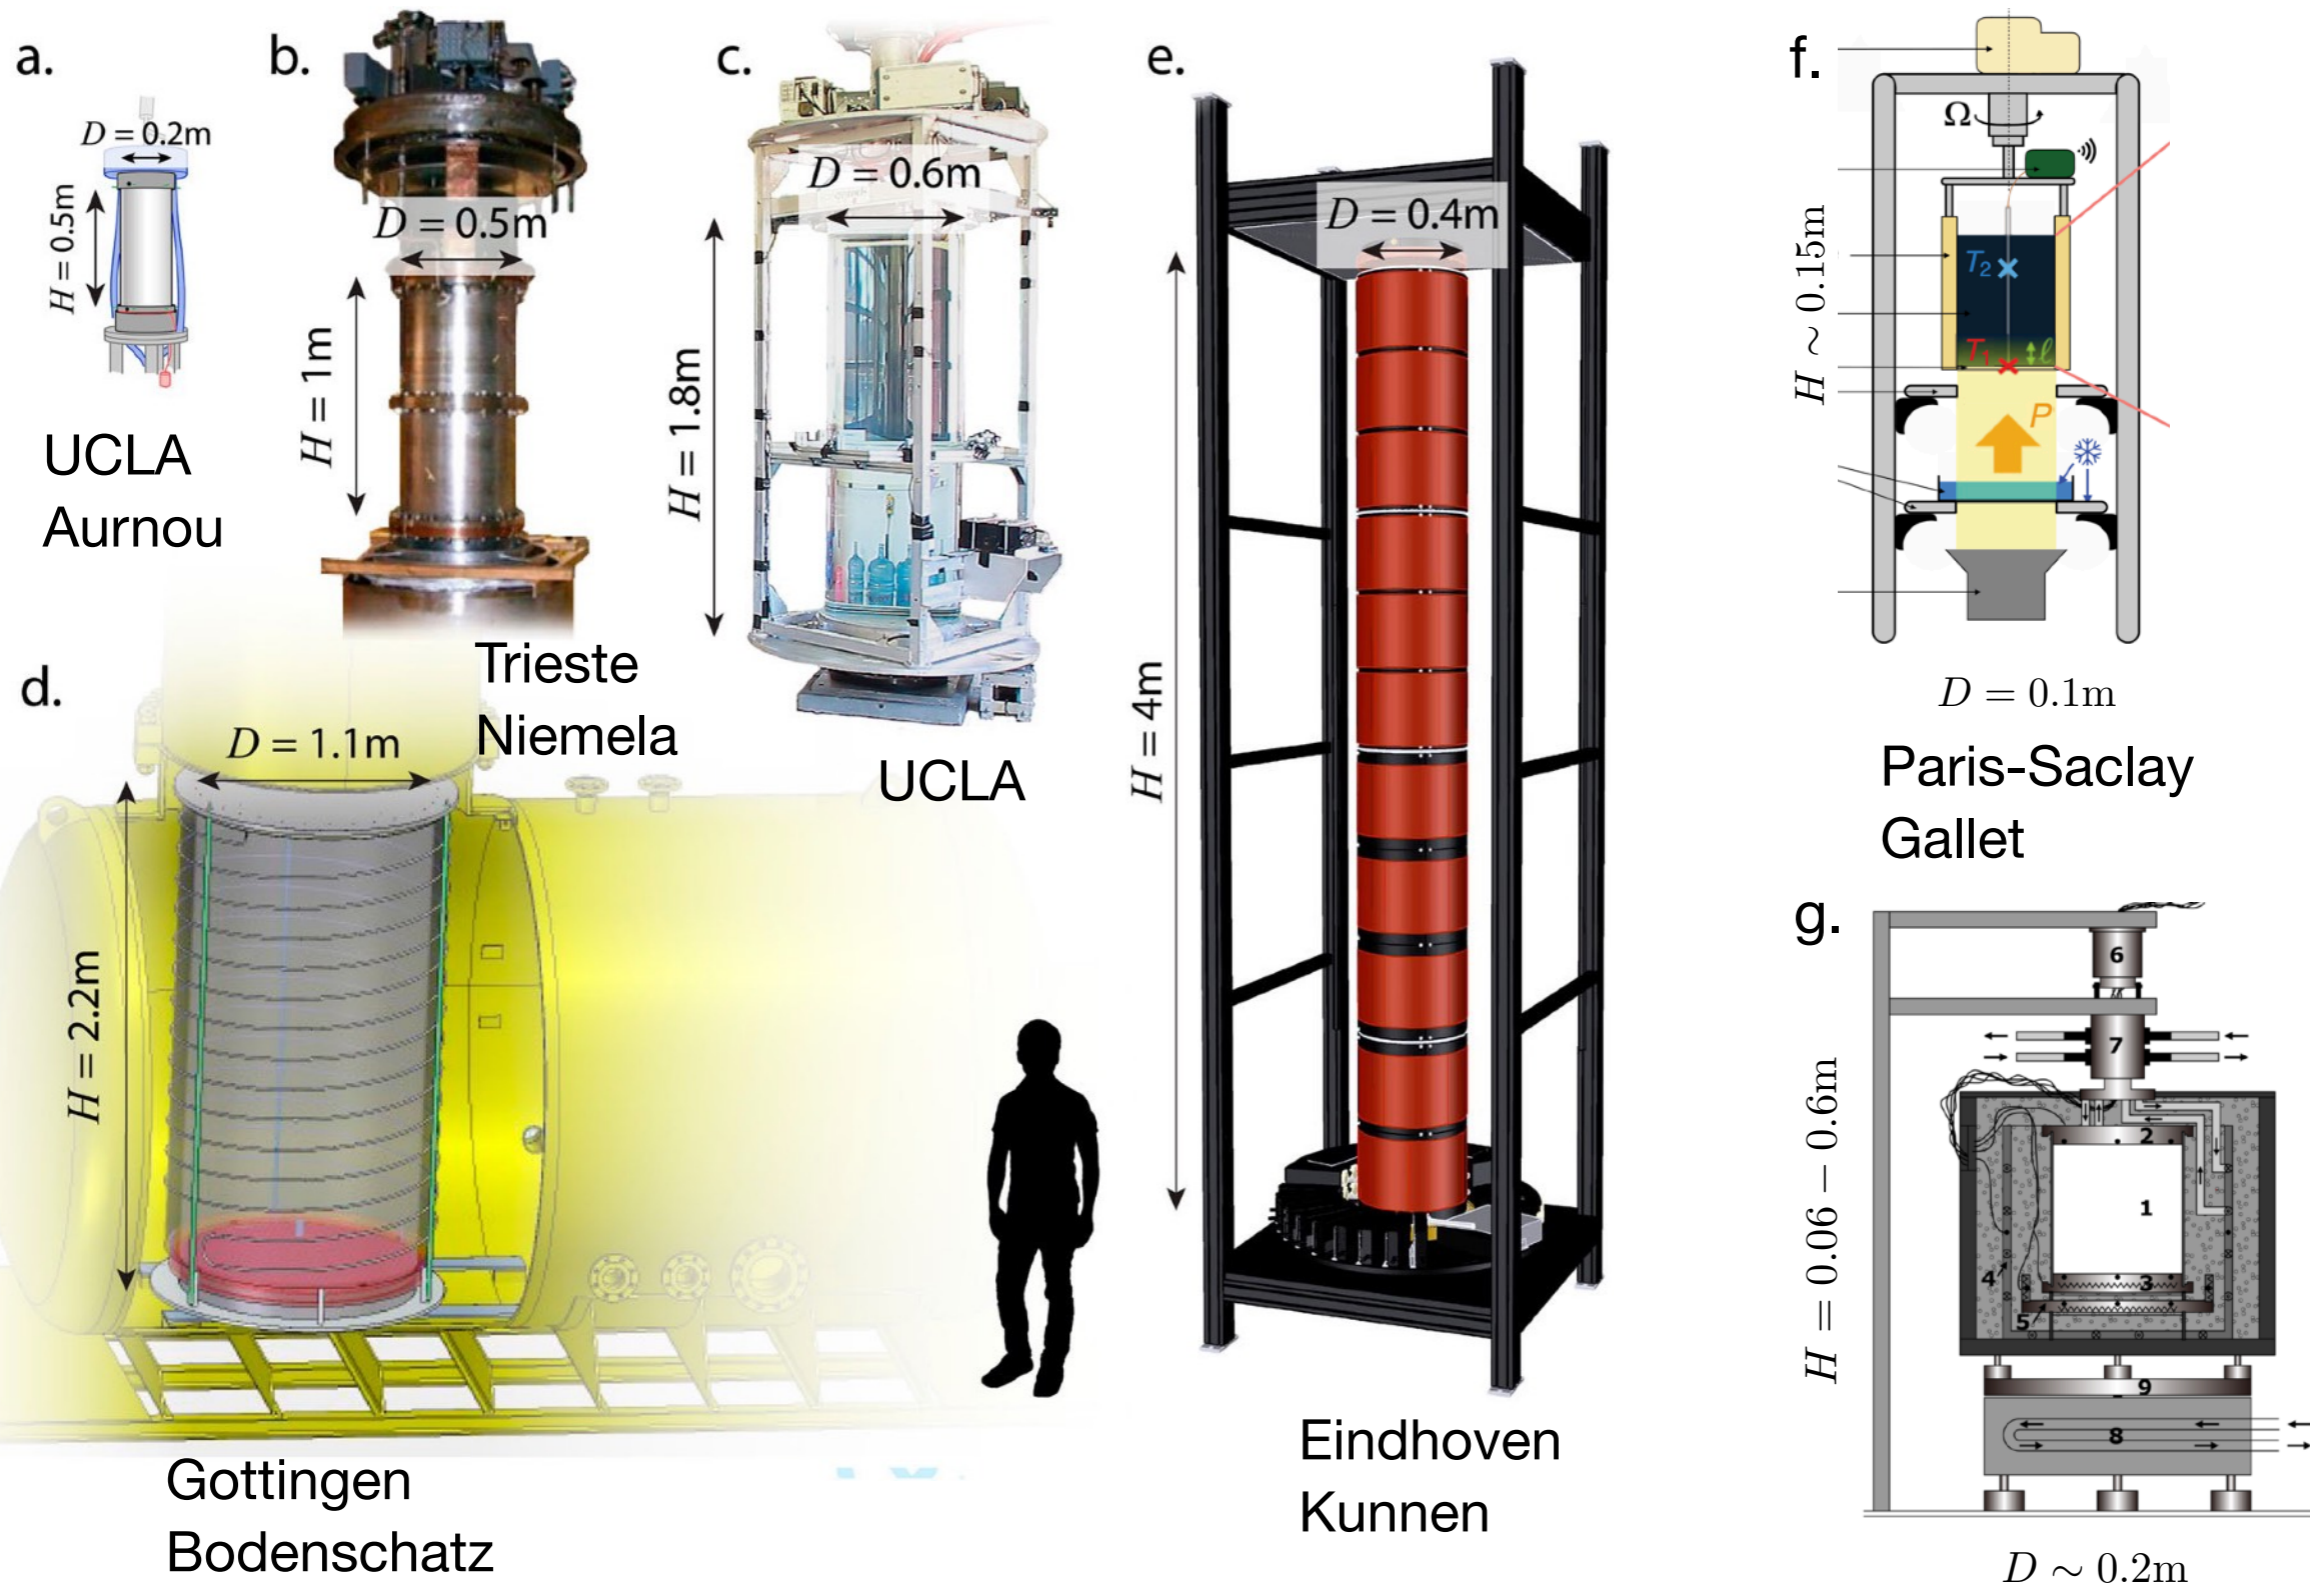 a.
D = 0.2m
H = 0.5m
UCLA
Aurnou
b.
D = 0.5m
H = 1m
Trieste
Niemela
c.
D = 0.6m
H = 1.8m
UCLA
d.
D = 1.1m
H = 2.2m
Gottingen
Bodenschatz
e.
D = 0.4m
H = 4m
Eindhoven
Kunnen
f.
Ω
T₂
T₁
ℓ
P
H ∼ 0.15m
D = 0.1m
Paris-Saclay
Gallet
g.
6
7
2
1
4
3
5
9
8
H = 0.06 − 0.6m
D ∼ 0.2m